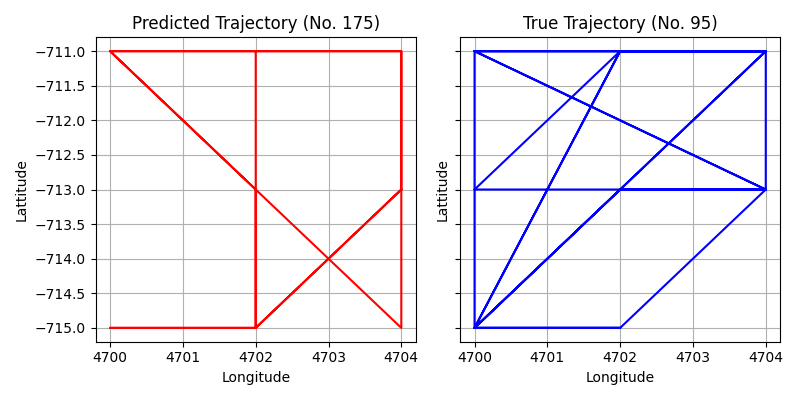 Predicted Trajectory (No. 175)
True Trajectory (No. 95)
−711.0
−711.5
−712.0
−712.5
−713.0
−713.5
−714.0
−714.5
−715.0
Lattitude
Lattitude
4700 4701 4702 4703 4704
4700 4701 4702 4703 4704
Longitude
Longitude